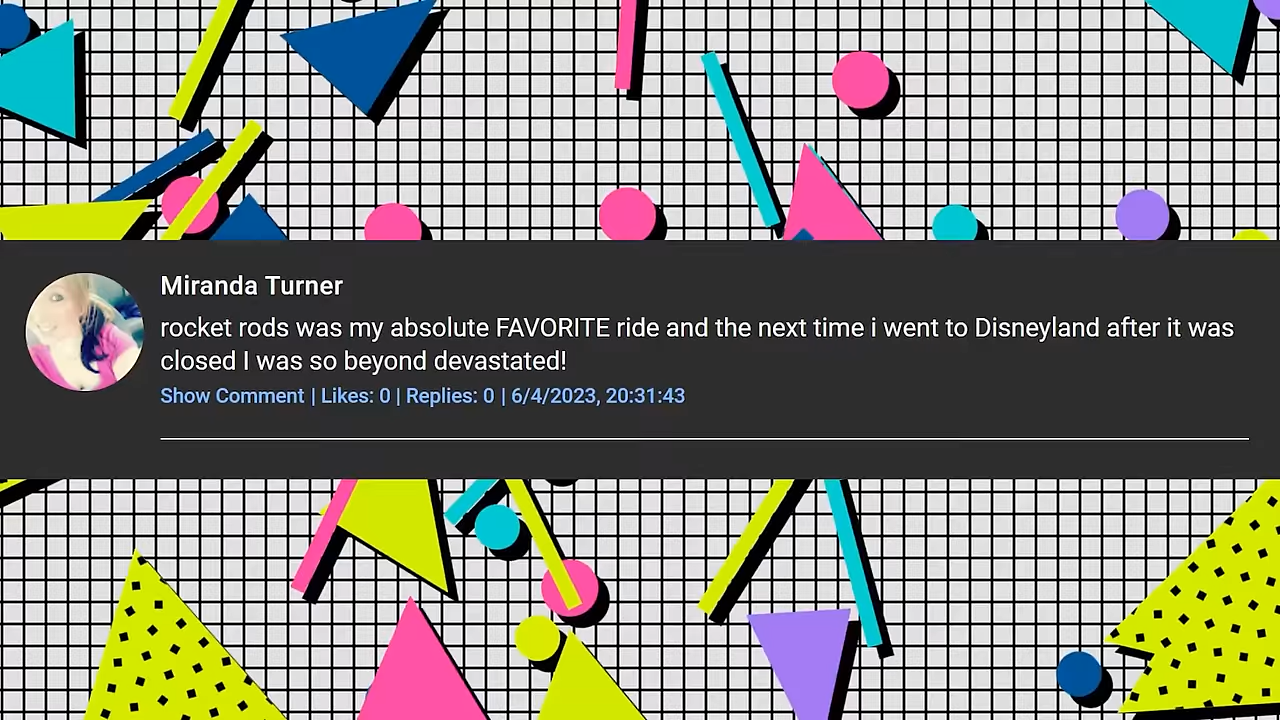 Miranda Turner
rocket rods was my absolute FAVORITE ride and the next time i went to Disneyland after it was
closed I was so beyond devastated!
Show Comment | Likes: 0 | Replies: 0 | 6/4/2023, 20:31:43